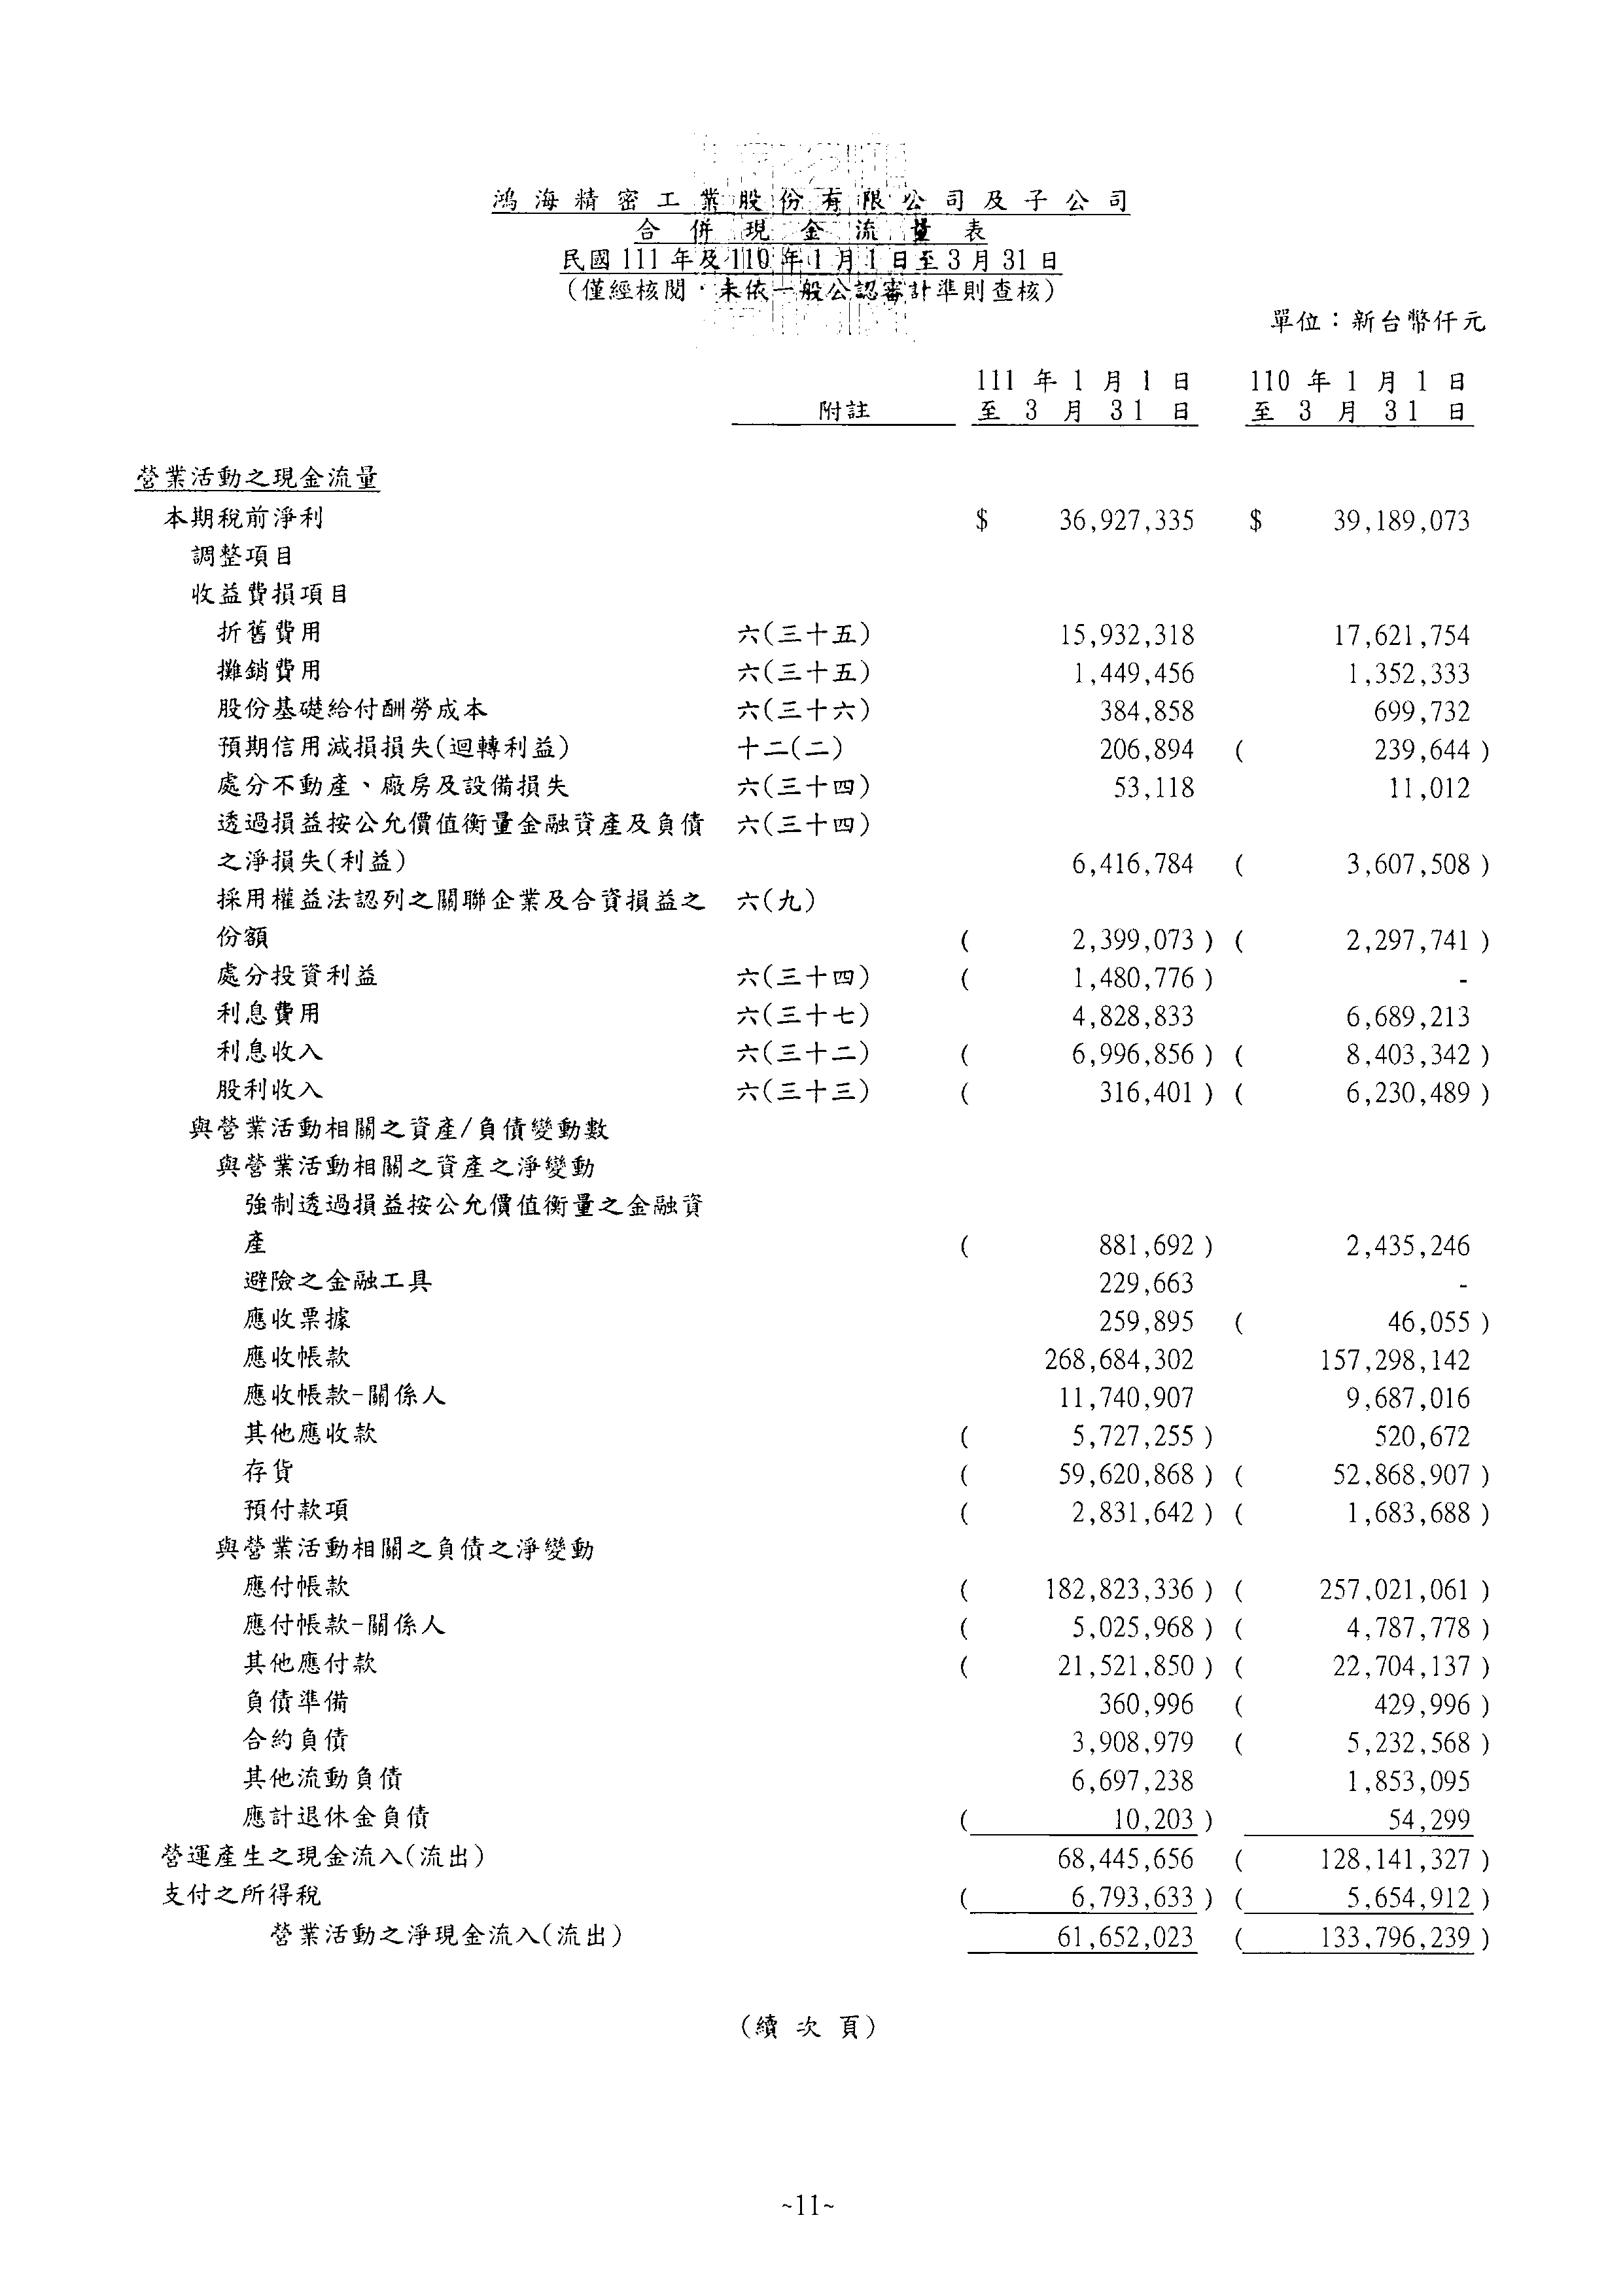 鴻海精密工業股份有限公司及子公司
合併現金流量表
民國111年及110年1月1日至3月31日
(僅經核閱，未依一般公認審計準則查核)
單位：新台幣仟元
111年1月1日 110年1月1日
附註 至3月31日 至3月31日
營業活動之現金流量
本期稅前淨利 $ 36,927,335 $ 39,189,073
調整項目
收益費損項目
折舊費用 六(三十五) 15,932,318 17,621,754
攤銷費用 六(三十五) 1,449,456 1,352,333
股份基礎給付酬勞成本 六(三十六) 384,858 699,732
預期信用減損損失(迴轉利益) 十二(二) 206,894 ( 239,644 )
處分不動產、廠房及設備損失 六(三十四) 53,118 11,012
透過損益按公允價值衡量金融資產及負債 六(三十四)
之淨損失(利益) 6,416,784 ( 3,607,508 )
採用權益法認列之關聯企業及合資損益之 六(九)
份額 ( 2,399,073 ) ( 2,297,741 )
處分投資利益 六(三十四) ( 1,480,776 ) -
利息費用 六(三十七) 4,828,833 6,689,213
利息收入 六(三十二) ( 6,996,856 ) ( 8,403,342 )
股利收入 六(三十三) ( 316,401 ) ( 6,230,489 )
與營業活動相關之資產/負債變動數
與營業活動相關之資產之淨變動
強制透過損益按公允價值衡量之金融資
產 ( 881,692 ) 2,435,246
避險之金融工具 229,663 -
應收票據 259,895 ( 46,055 )
應收帳款 268,684,302 157,298,142
應收帳款-關係人 11,740,907 9,687,016
其他應收款 ( 5,727,255 ) 520,672
存貨 ( 59,620,868 ) ( 52,868,907 )
預付款項 ( 2,831,642 ) ( 1,683,688 )
與營業活動相關之負債之淨變動
應付帳款 ( 182,823,336 ) ( 257,021,061 )
應付帳款-關係人 ( 5,025,968 ) ( 4,787,778 )
其他應付款 ( 21,521,850 ) ( 22,704,137 )
負債準備 360,996 ( 429,996 )
合約負債 3,908,979 ( 5,232,568 )
其他流動負債 6,697,238 1,853,095
應計退休金負債 ( 10,203 ) 54,299
營運產生之現金流入(流出) 68,445,656 ( 128,141,327 )
支付之所得稅 ( 6,793,633 ) ( 5,654,912 )
營業活動之淨現金流入(流出) 61,652,023 ( 133,796,239 )
(續次頁)
~11~